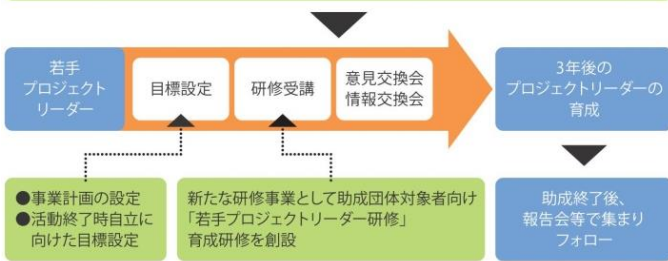 若手
プロジェクト
リーダー
目標設定
研修受講
意見交換会
情報交換会
3年後の
プロジェクトリーダーの
育成
●事業計画の設定
●活動終了時自立に
向けた目標設定
新たな研修事業として助成団体対象者向け
「若手プロジェクトリーダー研修」
育成研修を創設
助成終了後、
報告会等で集まり
フォロー